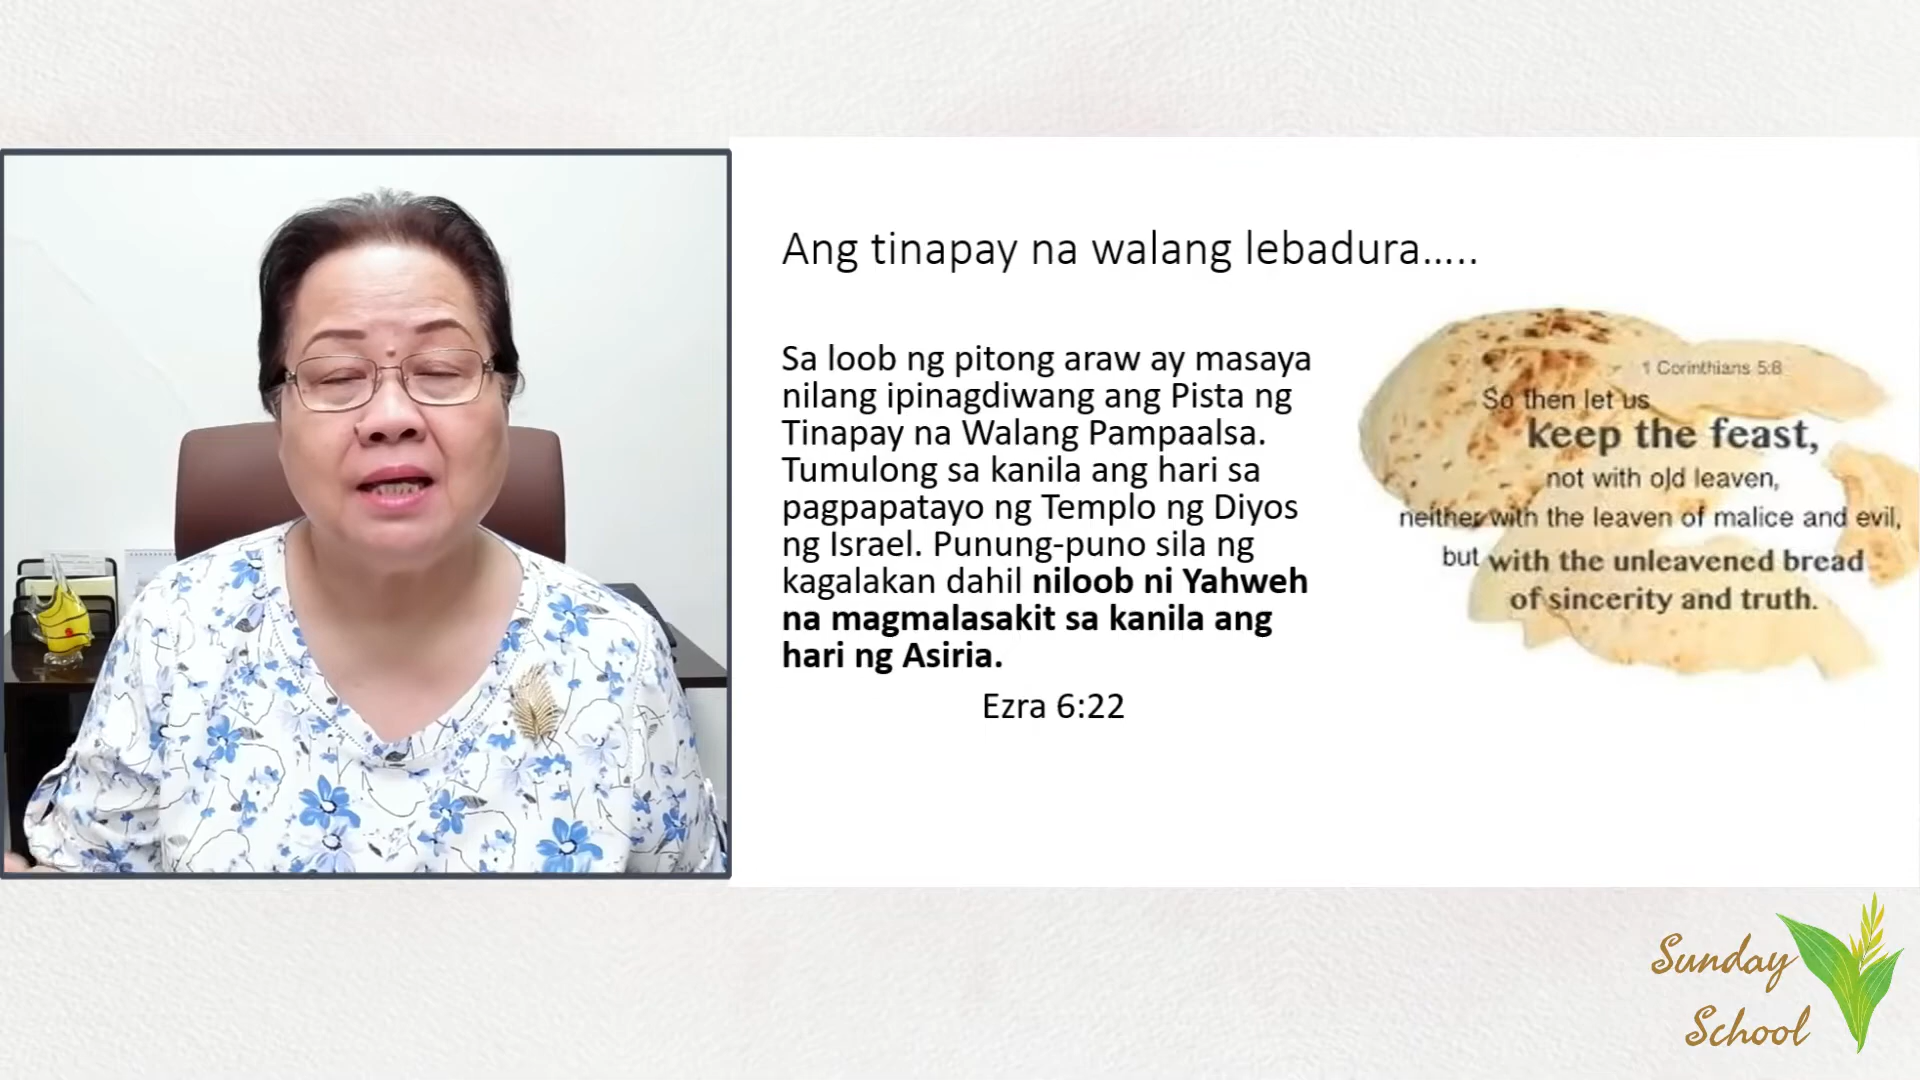 Ang tinapay na walang lebadura.....
Sa loob ng pitong araw ay masaya
nilang ipinagdiwang ang Pista ng
Tinapay na Walang Pampaalsa.
Tumulong sa kanila ang hari sa
pagpapatayo ng Templo ng Diyos
ng Israel. Punung-puno sila ng
kagalakan dahil niloob ni Yahweh
na magmalasakit sa kanila ang
hari ng Asiria.
Ezra 6:22
1 Corinthians 5:8
So then let us
keep the feast,
not with old leaven,
neither with the leaven of malice and evil,
but with the unleavened bread
of sincerity and truth.
Sunday
School